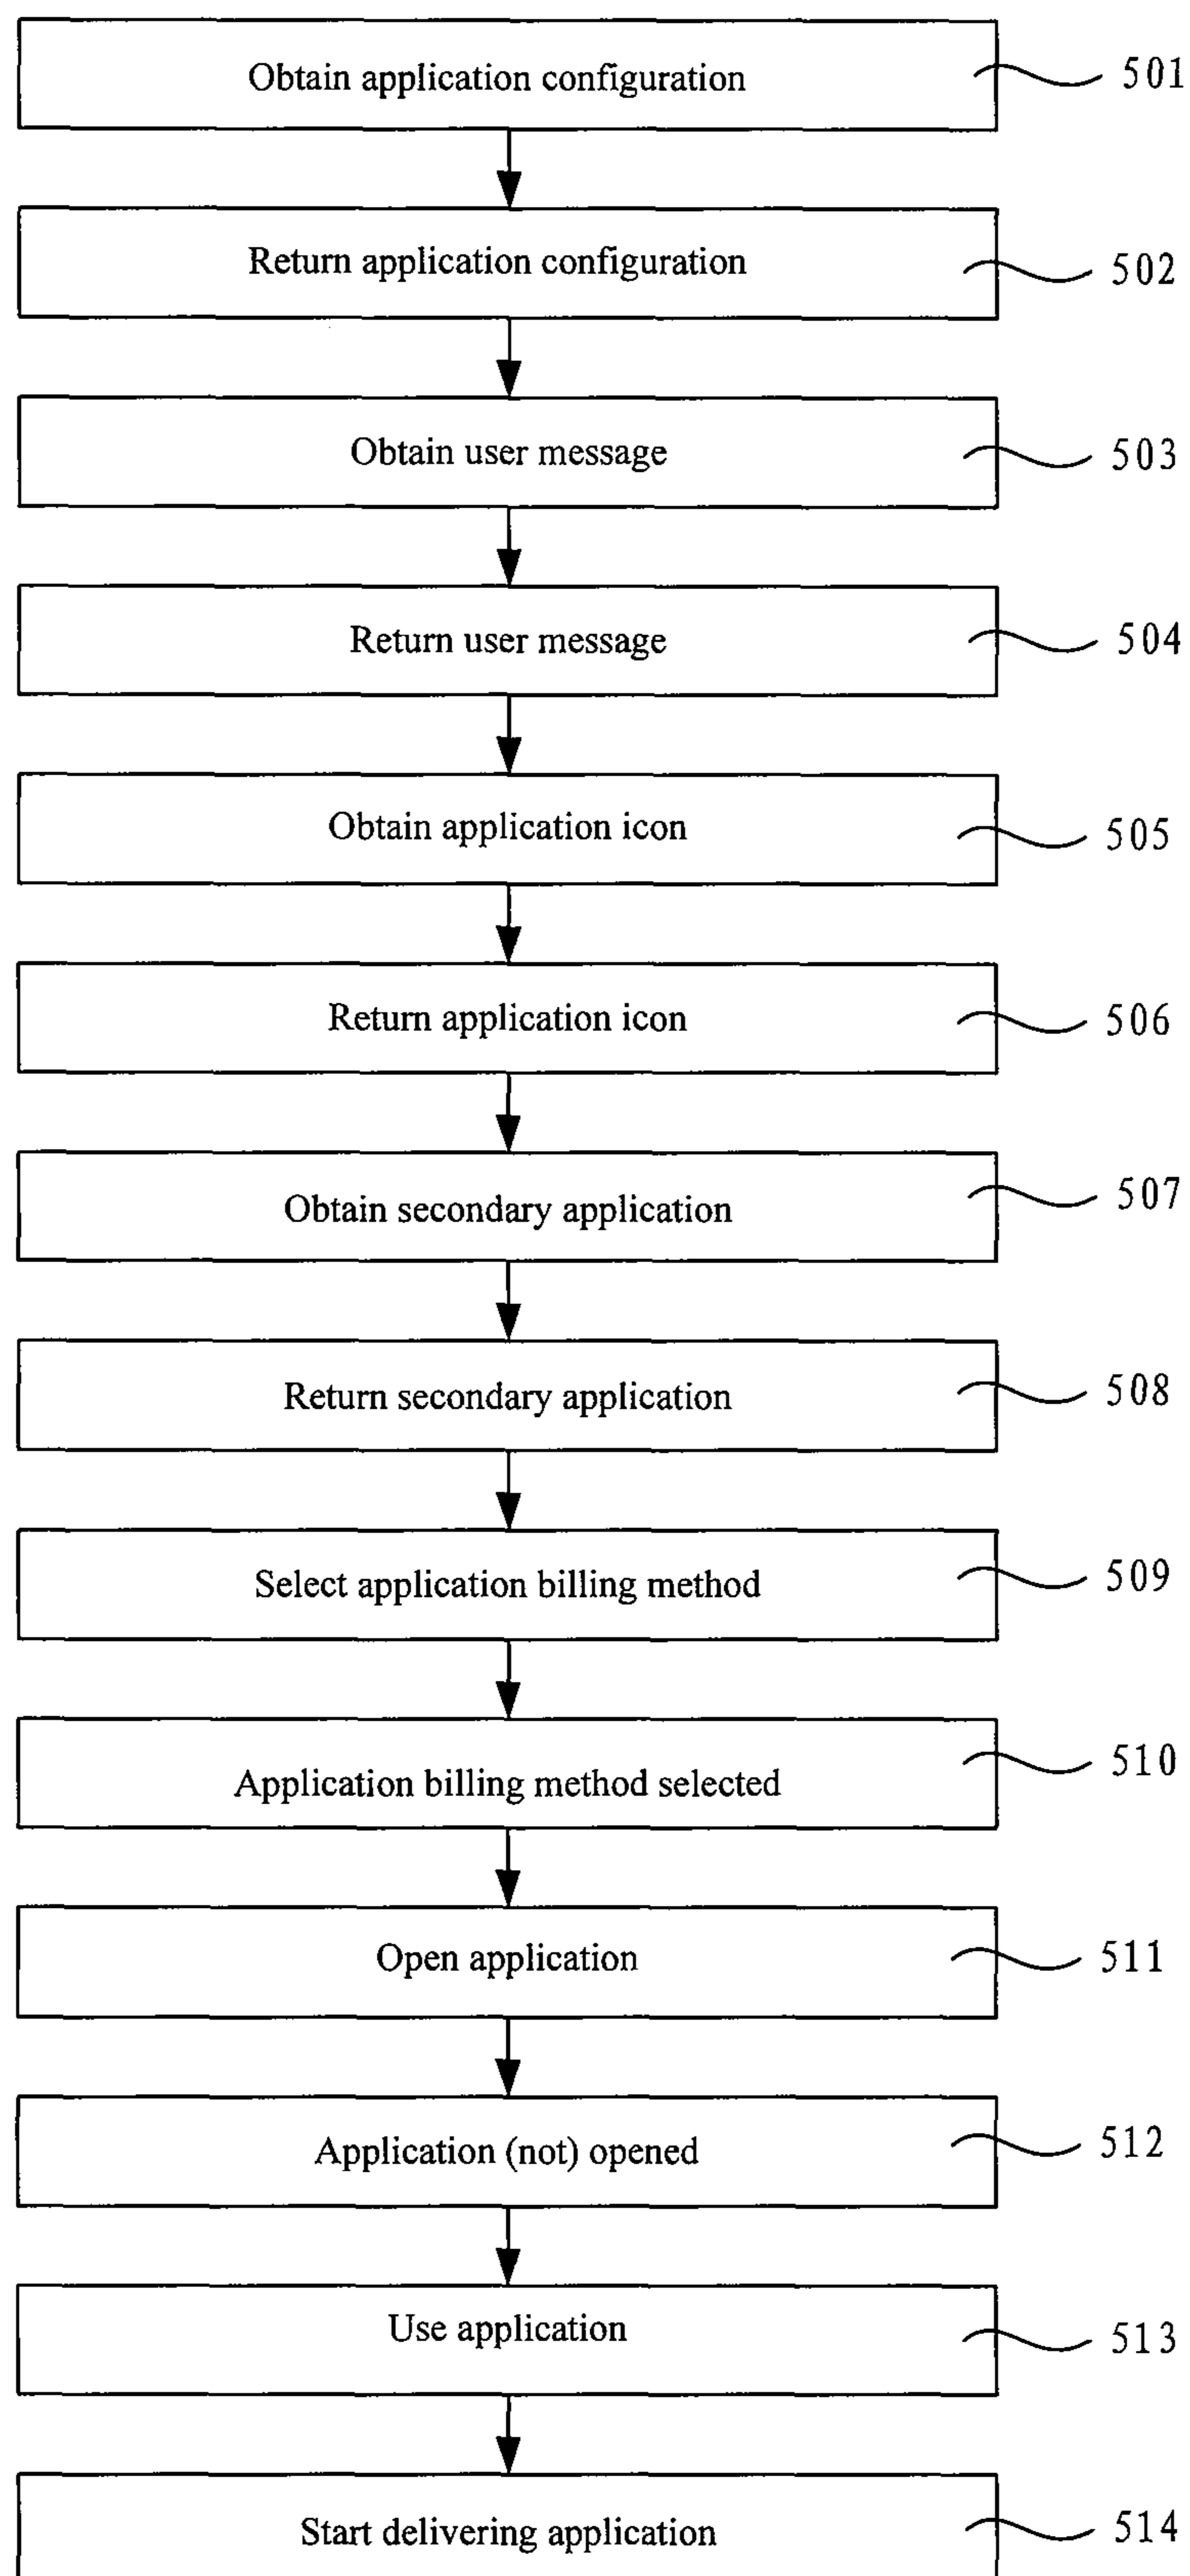 Obtain application configuration 501
Return application configuration 502
Obtain user message 503
Return user message 504
Obtain application icon 505
Return application icon 506
Obtain secondary application 507
Return secondary application 508
Select application billing method 509
Application billing method selected 510
Open application 511
Application (not) opened 512
Use application 513
Start delivering application 514